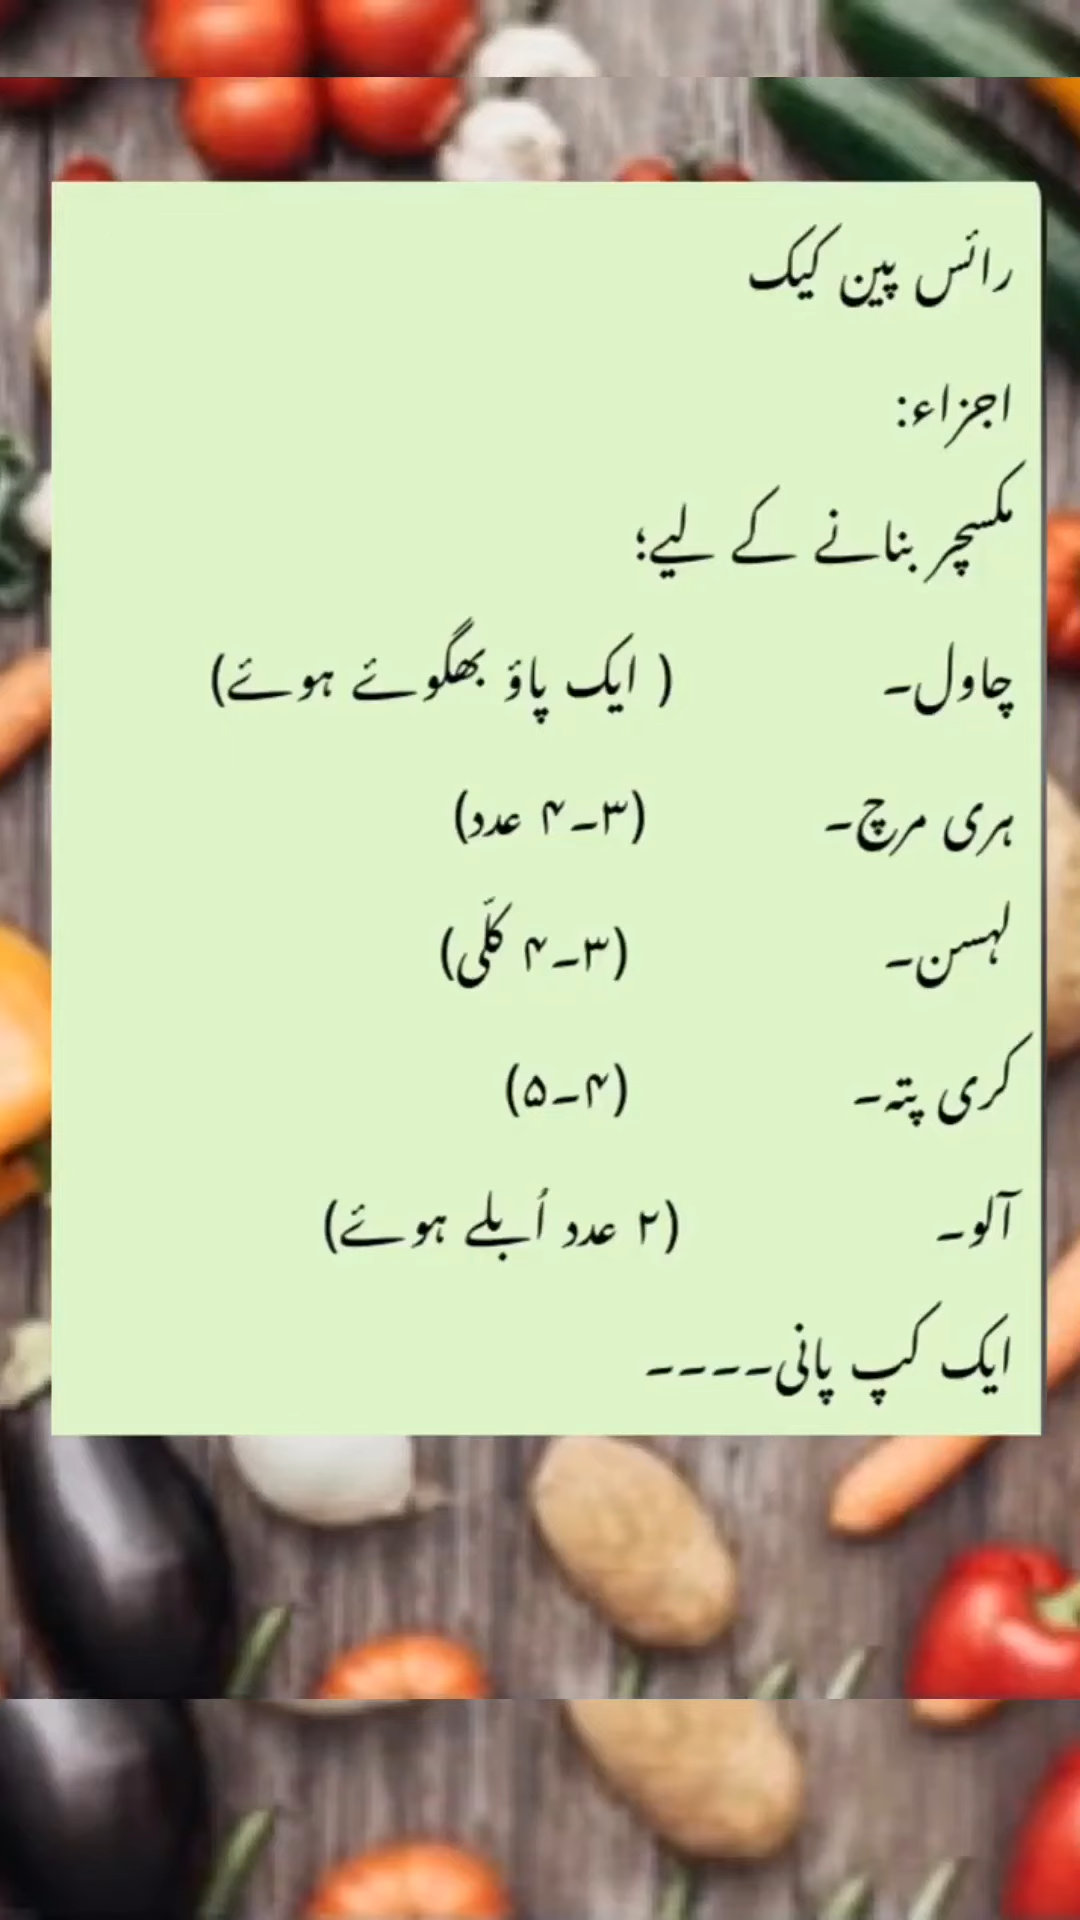 رائس پین کیک
اجزاء:
مکسچر بنانے کے لیے؛
چاول۔ ( ایک پاؤ بھگوئے ہوئے)
ہری مرچ۔ (۳۔۴ عدد)
لہسن۔ (۳۔۴ کلّی)
کری پتہ۔ (۴۔۵)
آلو۔ (۲ عدد اُبلے ہوئے)
ایک کپ پانی۔۔۔۔